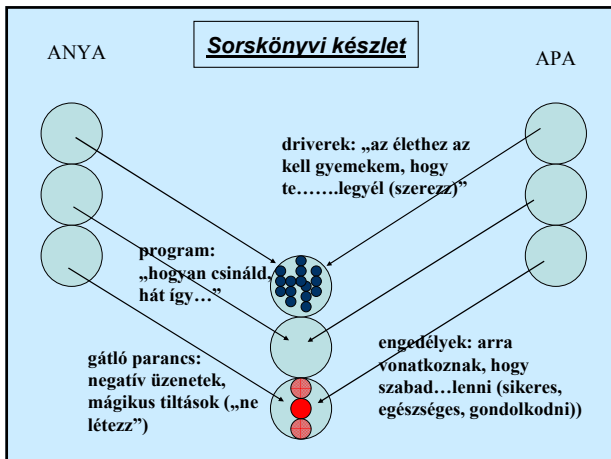 Sorskönyvi készlet
ANYA
APA
driverek: „az élethez az
kell gyemekem, hogy
te…….legyél (szerezz)”
program:
„hogyan csináld,
hát így…”
gátló parancs:
negatív üzenetek,
mágikus tiltások („ne
létezz”)
engedélyek: arra
vonatkoznak, hogy
szabad…lenni (sikeres,
egészséges, gondolkodni))